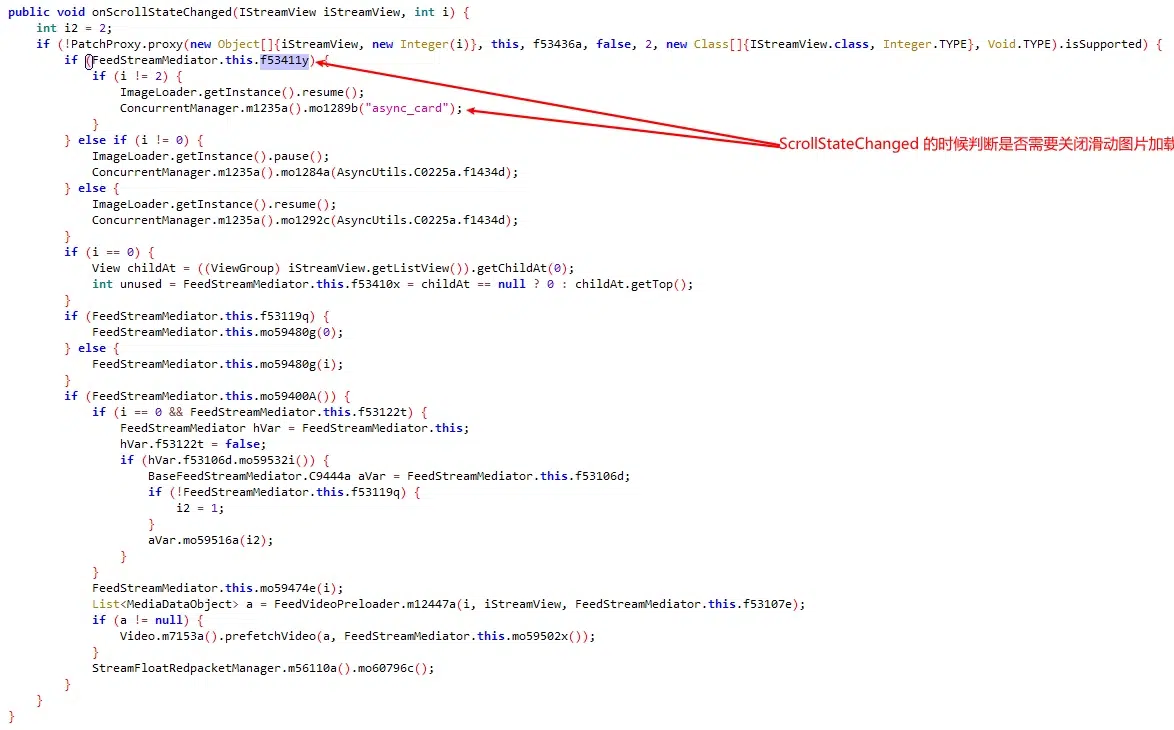 public void onScrollStateChanged(IStreamView iStreamView, int i) {
int i2 = 2;
if (!PatchProxy.proxy(new Object[]{iStreamView, new Integer(i)}, this, f53436a, false, 2, new Class[]{IStreamView.class, Integer.TYPE}, Void.TYPE).isSupported) {
if (FeedStreamMediator.this.f53411y) {
if (i != 2) {
ImageLoader.getInstance().resume();
ConcurrentManager.m1235a().mo1289b("async_card");
}
ScrollStateChanged 的时候判断是否需要关闭滑动图片加载
} else if (i != 0) {
ImageLoader.getInstance().pause();
ConcurrentManager.m1235a().mo1284a(AsyncUtils.C0225a.f1434d);
} else {
ImageLoader.getInstance().resume();
ConcurrentManager.m1235a().mo1292c(AsyncUtils.C0225a.f1434d);
}
if (i == 0) {
View childAt = ((ViewGroup) iStreamView.getListView()).getChildAt(0);
int unused = FeedStreamMediator.this.f53410x = childAt == null ? 0 : childAt.getTop();
}
if (FeedStreamMediator.this.f53119q) {
FeedStreamMediator.this.mo59480g(0);
} else {
FeedStreamMediator.this.mo59480g(i);
}
if (FeedStreamMediator.this.mo59400A()) {
if (i == 0 && FeedStreamMediator.this.f53122t) {
FeedStreamMediator hVar = FeedStreamMediator.this;
hVar.f53122t = false;
if (hVar.f53106d.mo59532i()) {
BaseFeedStreamMediator.C9444a aVar = FeedStreamMediator.this.f53106d;
if (!FeedStreamMediator.this.f53119q) {
i2 = 1;
}
aVar.mo59516a(i2);
}
}
FeedStreamMediator.this.mo59474e(i);
List<MediaDataObject> a = FeedVideoPreloader.m12447a(i, iStreamView, FeedStreamMediator.this.f53107e);
if (a != null) {
Video.m7153a().prefetchVideo(a, FeedStreamMediator.this.mo59502x());
}
StreamFloatRedpacketManager.m56110a().mo60796c();
}
}
}